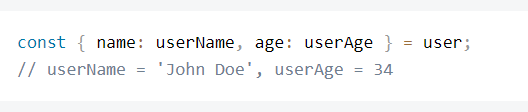 const { name: userName, age: userAge } = user;
// userName = 'John Doe', userAge = 34